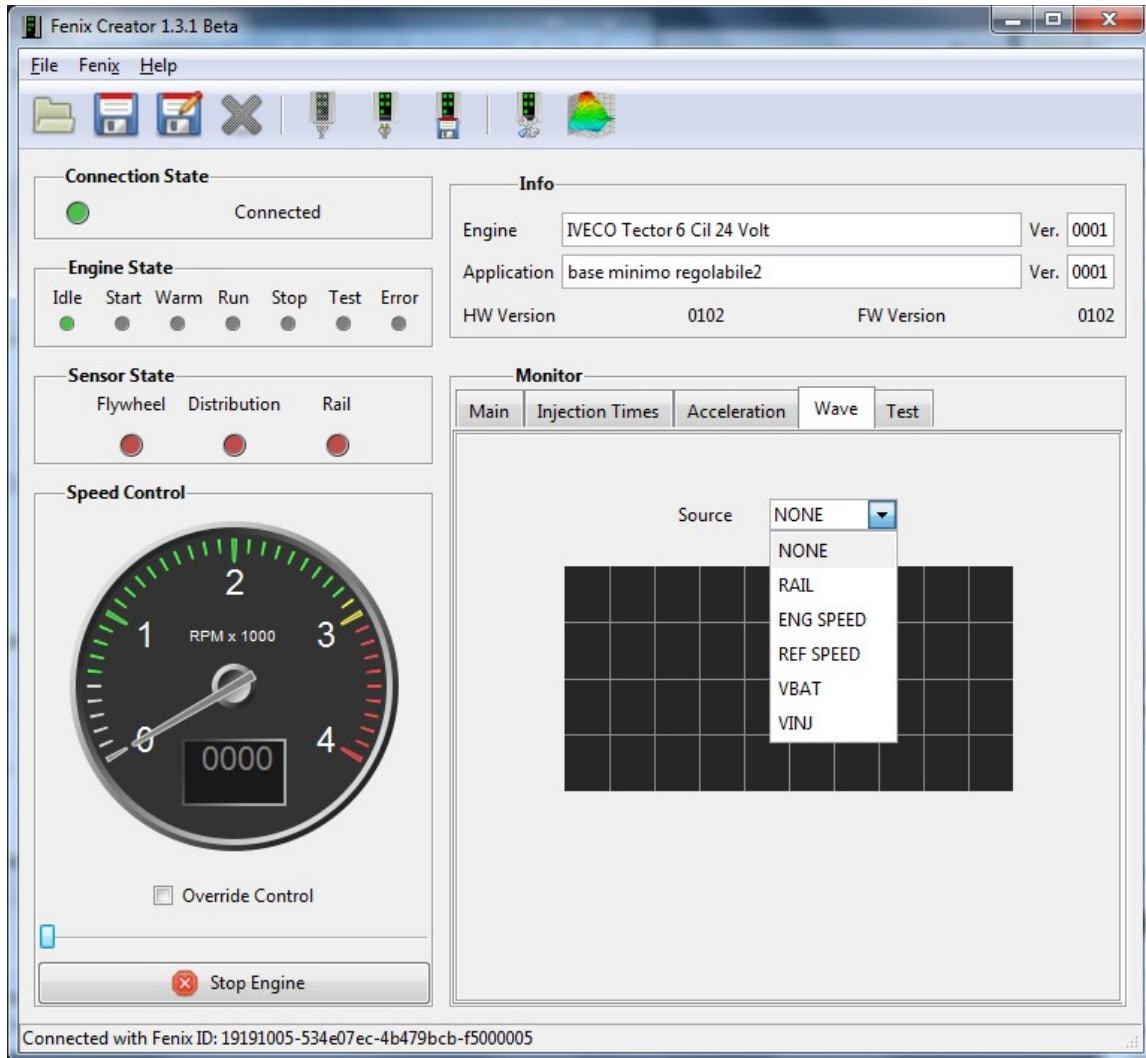 Fenix Creator 1.3.1 Beta
File Fenix Help
Connection State
Connected
Engine State
Idle Start Warm Run Stop Test Error
Sensor State
Flywheel Distribution Rail
Speed Control
0 1 2 3 4
RPM x 1000
0000
Override Control
Stop Engine
Info
Engine IVECO Tector 6 Cil 24 Volt Ver. 0001
Application base minimo regolabile2 Ver. 0001
HW Version 0102 FW Version 0102
Monitor
Main Injection Times Acceleration Wave Test
Source NONE
NONE
RAIL
ENG SPEED
REF SPEED
VBAT
VINJ
Connected with Fenix ID: 19191005-534e07ec-4b479bcb-f5000005